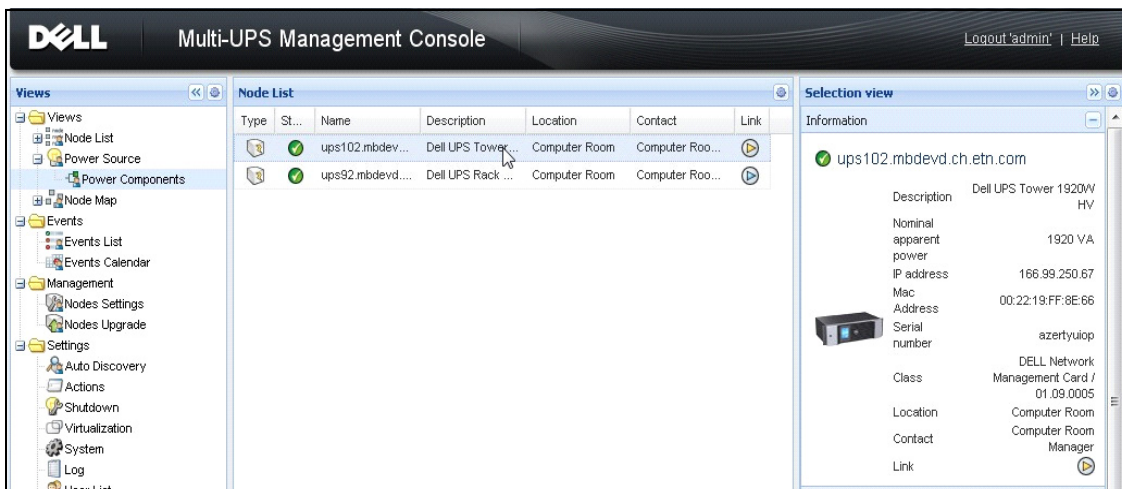 DELL
Multi-UPS Management Console
Logout 'admin' | Help
Views
Views
Node List
Power Source
Power Components
Node Map
Events
Events List
Events Calendar
Management
Nodes Settings
Nodes Upgrade
Settings
Auto Discovery
Actions
Shutdown
Virtualization
System
Log
User List
Node List
Type St... Name Description Location Contact Link
ups102.mbdev... Dell UPS Tower... Computer Room Computer Roo...
ups92.mbdevd.... Dell UPS Rack ... Computer Room Computer Roo...
Selection view
Information
ups102.mbdevd.ch.etn.com
Description Dell UPS Tower 1920W
HV
Nominal
apparent
power 1920 VA
IP address 166.99.250.67
Mac
Address 00:22:19:FF:8E:66
Serial
number azertyuiop
Class DELL Network
Management Card /
01.09.0005
Location Computer Room
Contact Computer Room
Manager
Link